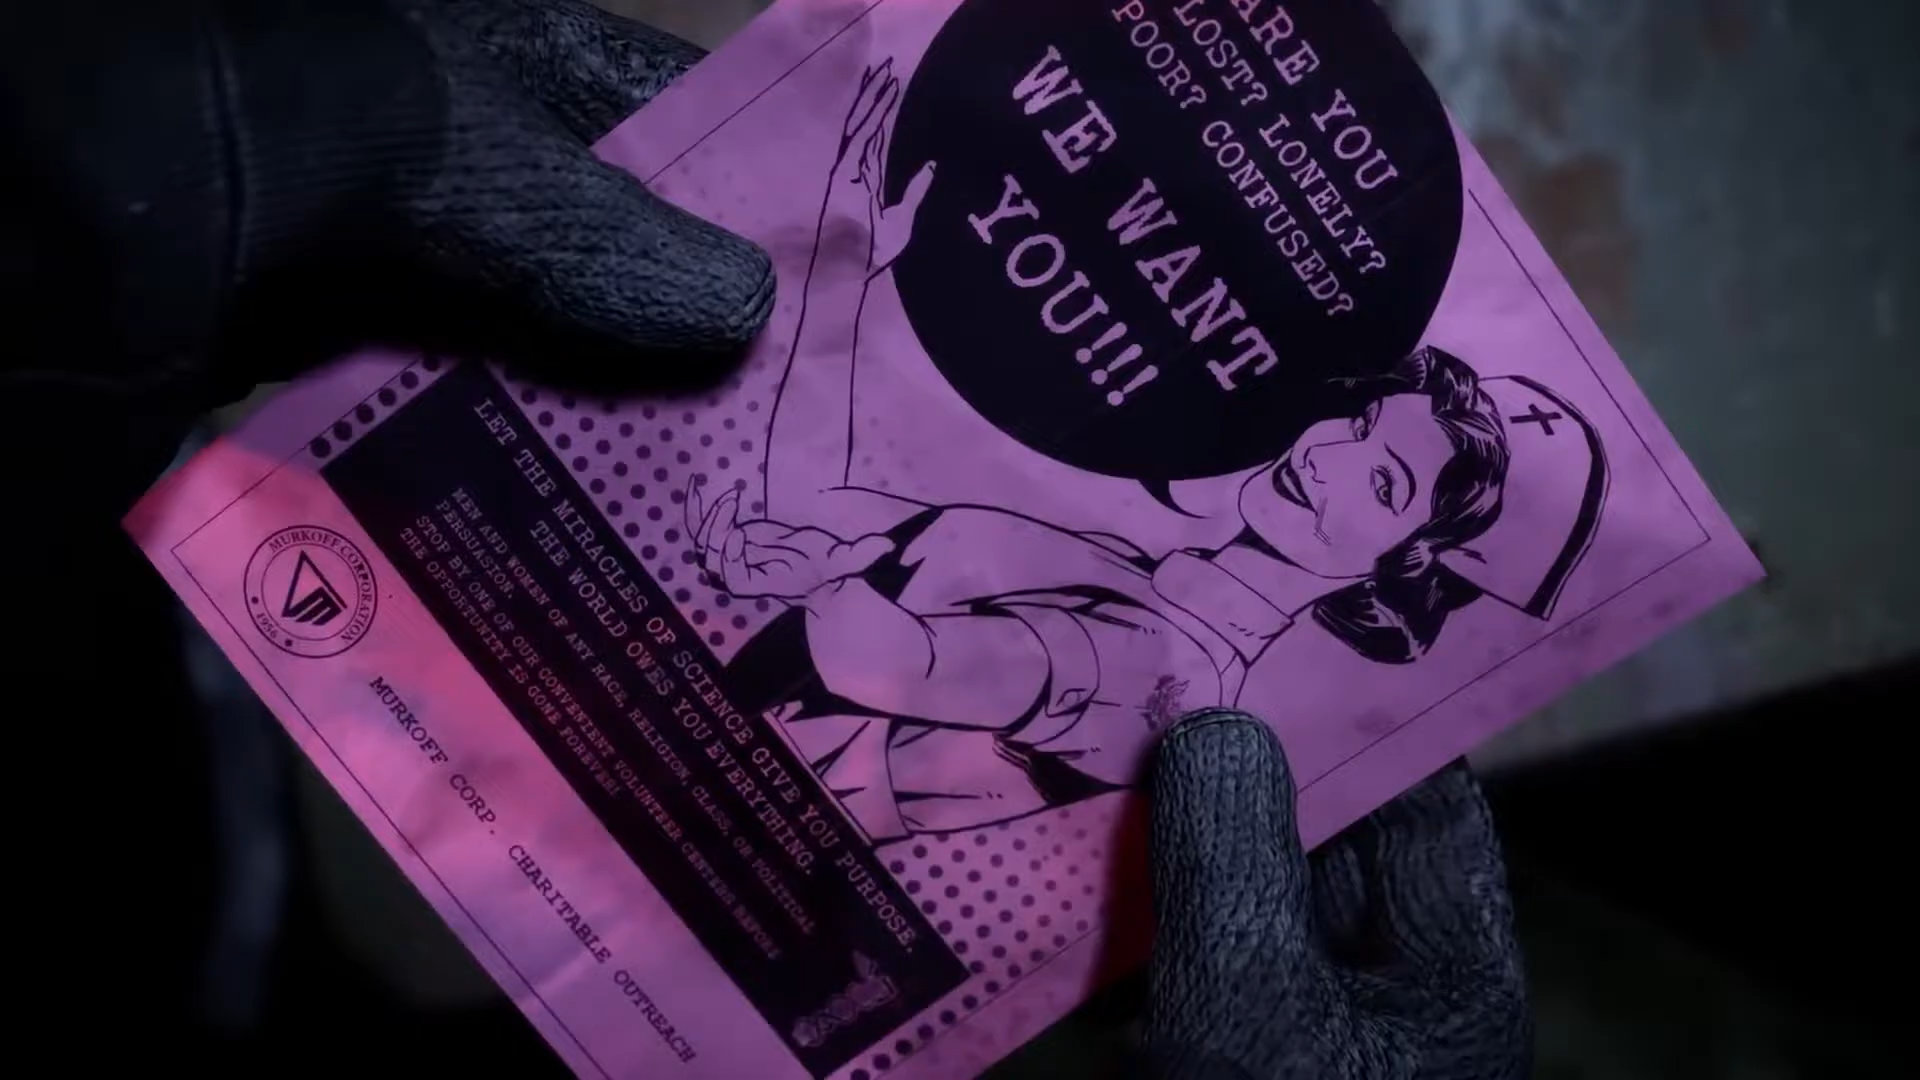 ARE YOU
LOST? LONELY?
POOR? CONFUSED?
WE WANT
YOU!!!
LET THE MIRACLES OF SCIENCE GIVE YOU PURPOSE.
THE WORLD OWES YOU EVERYTHING.
MEN AND WOMEN OF ANY RACE, RELIGION, CLASS, OR POLITICAL
PERSUASION.
STOP BY ONE OF OUR CONVENIENT VOLUNTEER CENTERS BEFORE
THE OPPORTUNITY IS GONE FOREVER!
MURKOFF CORPORATION
1956
MURKOFF CORP. CHARITABLE OUTREACH